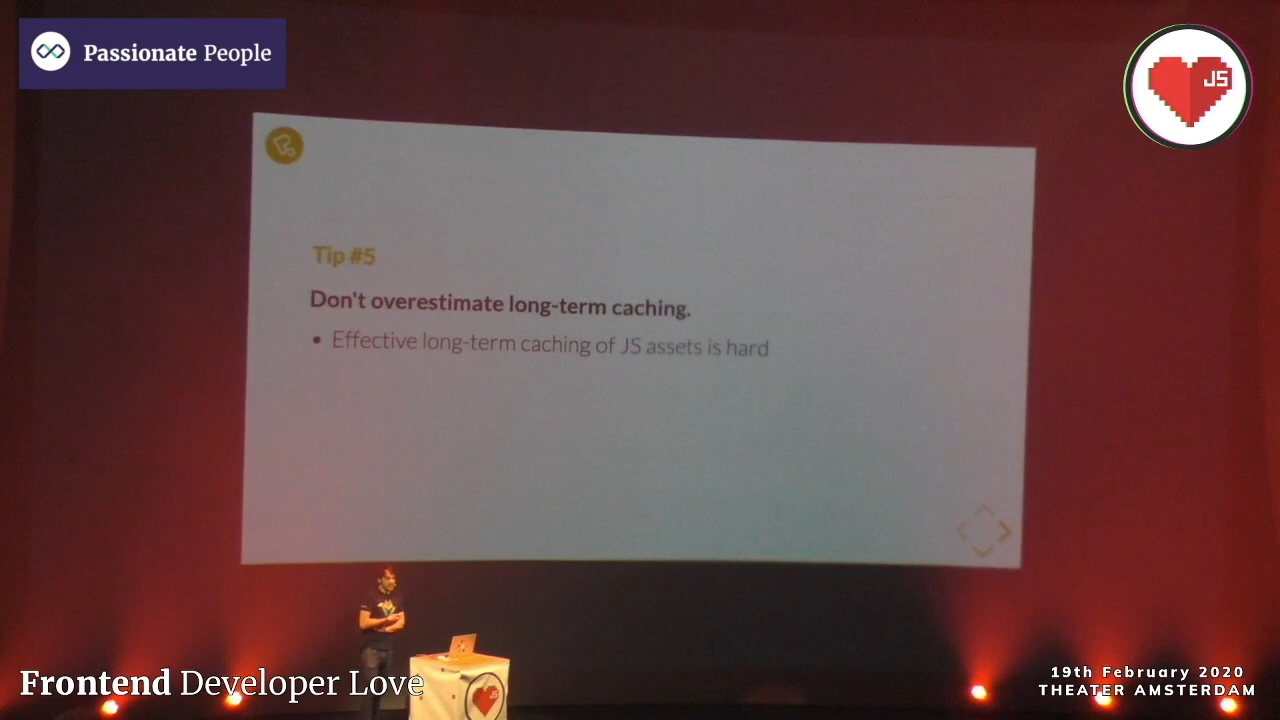 Passionate People
JS
Tip #5
Don't overestimate long-term caching.
• Effective long-term caching of JS assets is hard
JS
Frontend Developer Love
19th February 2020
THEATER AMSTERDAM